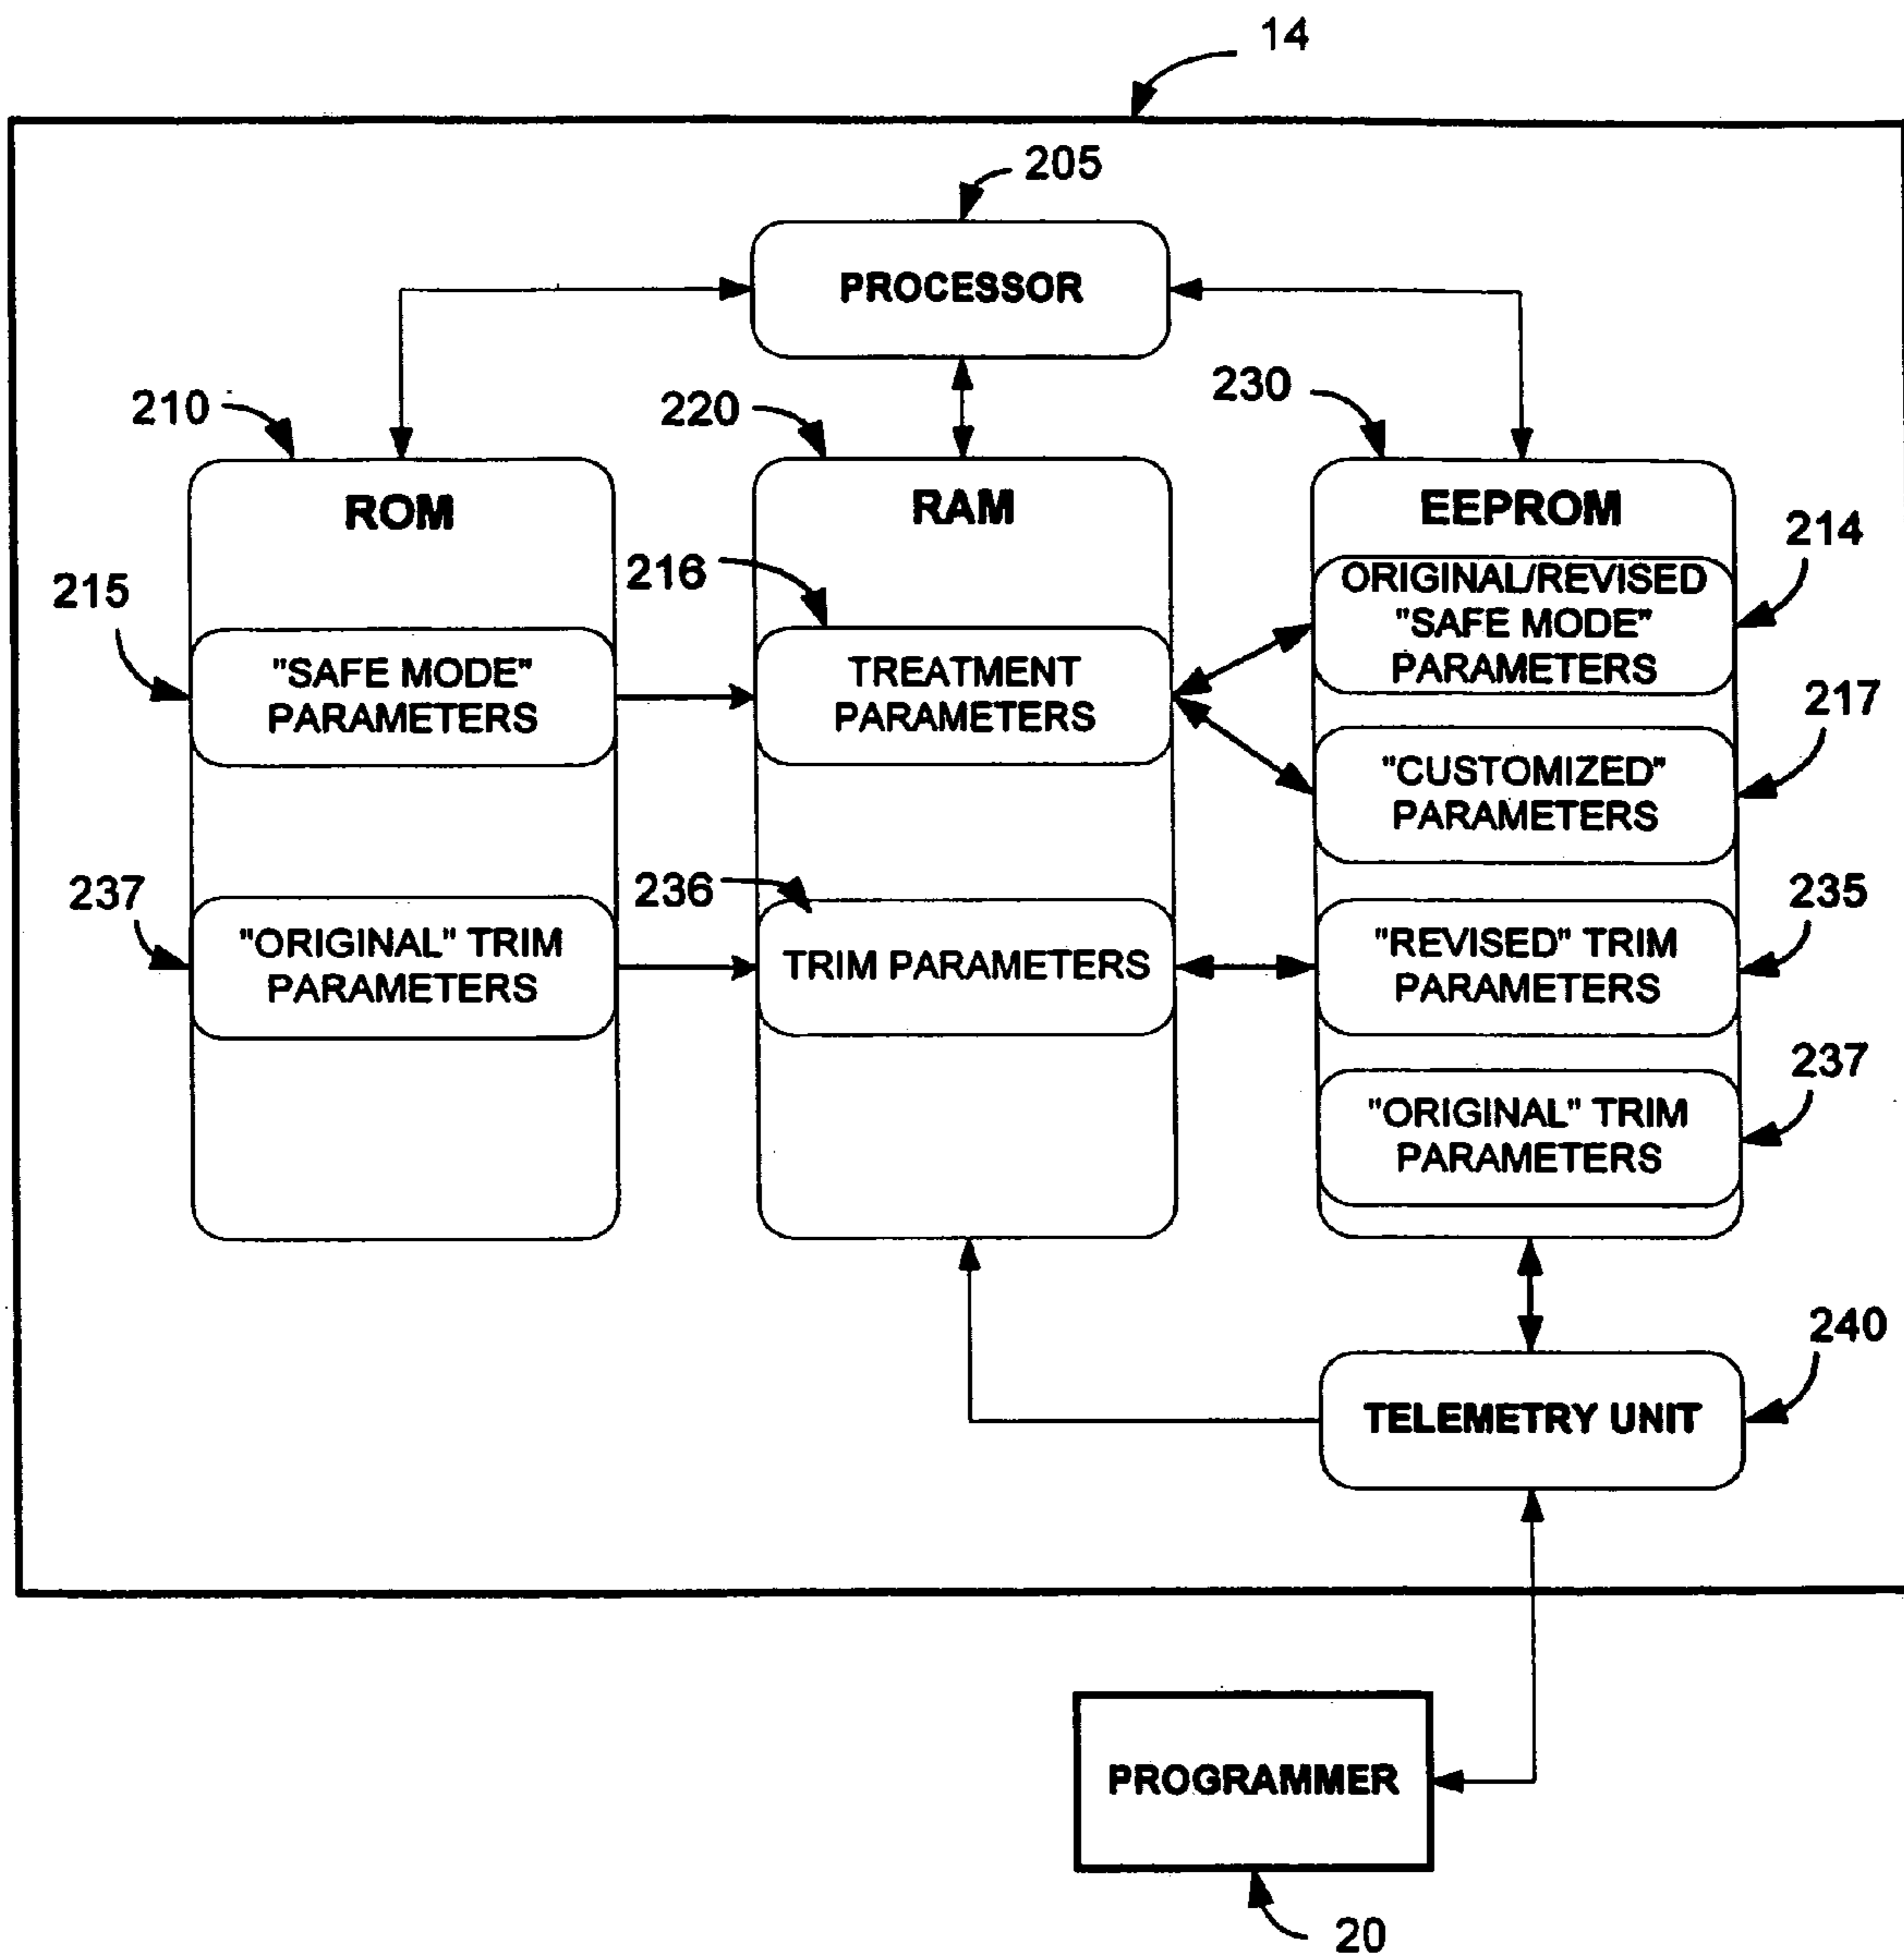 14
205
PROCESSOR
210
220
230
ROM
RAM
EEPROM
215
216
214
"SAFE MODE"
PARAMETERS
TREATMENT
PARAMETERS
ORIGINAL/REVISED
"SAFE MODE"
PARAMETERS
217
"CUSTOMIZED"
PARAMETERS
237
236
235
"ORIGINAL" TRIM
PARAMETERS
TRIM PARAMETERS
"REVISED" TRIM
PARAMETERS
237
"ORIGINAL" TRIM
PARAMETERS
240
TELEMETRY UNIT
PROGRAMMER
20